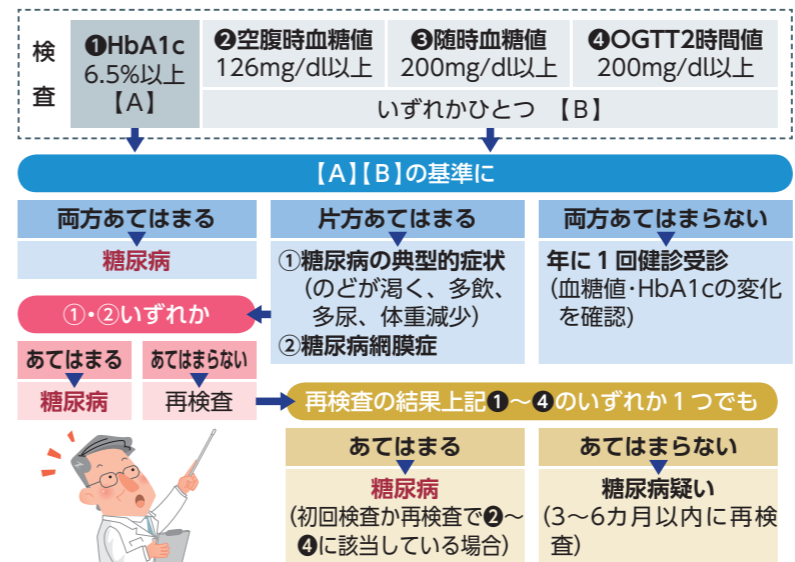 検査
❶HbA1c
6.5%以上
【A】
❷空腹時血糖値
126mg/dl以上
❸随時血糖値
200mg/dl以上
❹OGTT2時間値
200mg/dl以上
いずれかひとつ 【B】
【A】【B】の基準に
両方あてはまる
糖尿病
片方あてはまる
①糖尿病の典型的症状
(のどが渇く、多飲、
多尿、体重減少)
②糖尿病網膜症
両方あてはまらない
年に1回健診受診
(血糖値・HbA1cの変化
を確認)
①・②いずれか
あてはまる
糖尿病
あてはまらない
再検査
再検査の結果上記❶～❹のいずれか1つでも
あてはまる
糖尿病
(初回検査か再検査で❷～
❹に該当している場合)
あてはまらない
糖尿病疑い
(3～6カ月以内に再検
査)